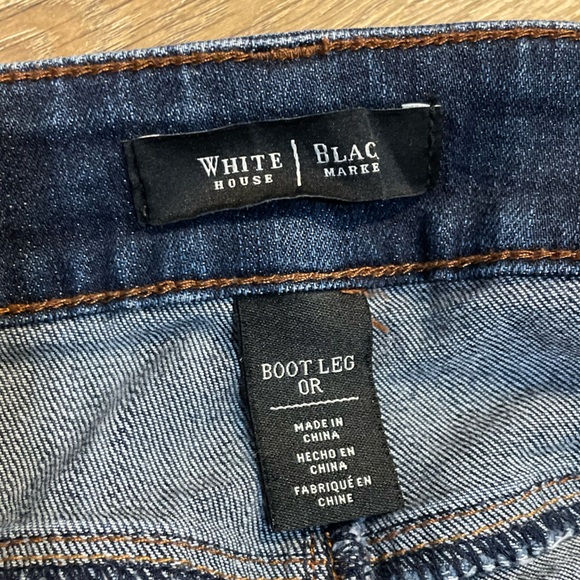 WHITE | BLAC
HOUSE MARKE
BOOT LEG
0R
MADE IN
CHINA
HECHO EN
CHINA
FABRIQUÉ EN
CHINE